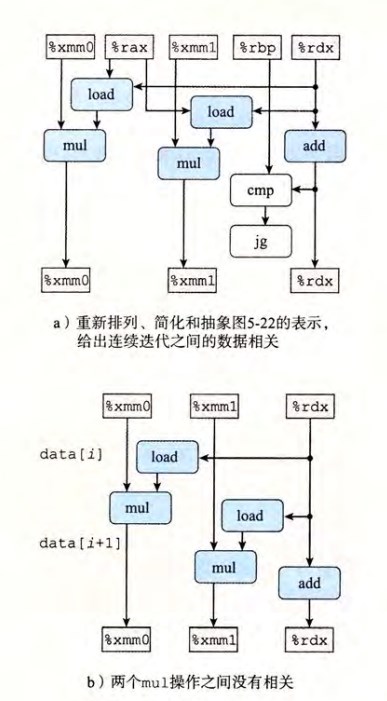 %xmm0 %rax %xmm1 %rbp %rdx
load
load
mul
mul
add
cmp
jg
%xmm0 %xmm1 %rdx
a）重新排列、简化和抽象图5-22的表示，
给出连续迭代之间的数据相关
%xmm0 %xmm1 %rdx
data[i]
load
mul
load
data[i+1]
mul
add
%xmm0 %xmm1 %rdx
b）两个mul操作之间没有相关